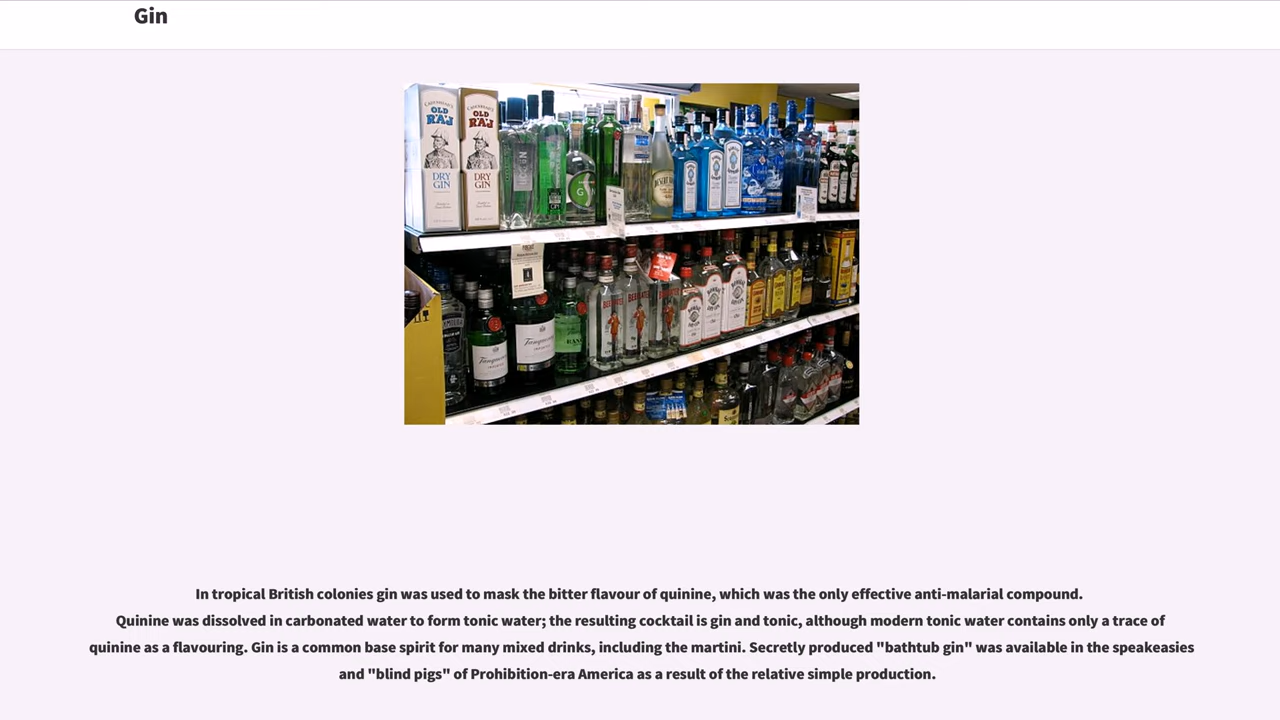 Gin
OLD
RAJ
DRY
GIN
OLD
RAJ
DRY
GIN
Tanqueray
Tanqueray
BEEFEATER
In tropical British colonies gin was used to mask the bitter flavour of quinine, which was the only effective anti-malarial compound.
Quinine was dissolved in carbonated water to form tonic water; the resulting cocktail is gin and tonic, although modern tonic water contains only a trace of
quinine as a flavouring. Gin is a common base spirit for many mixed drinks, including the martini. Secretly produced "bathtub gin" was available in the speakeasies
and "blind pigs" of Prohibition-era America as a result of the relative simple production.